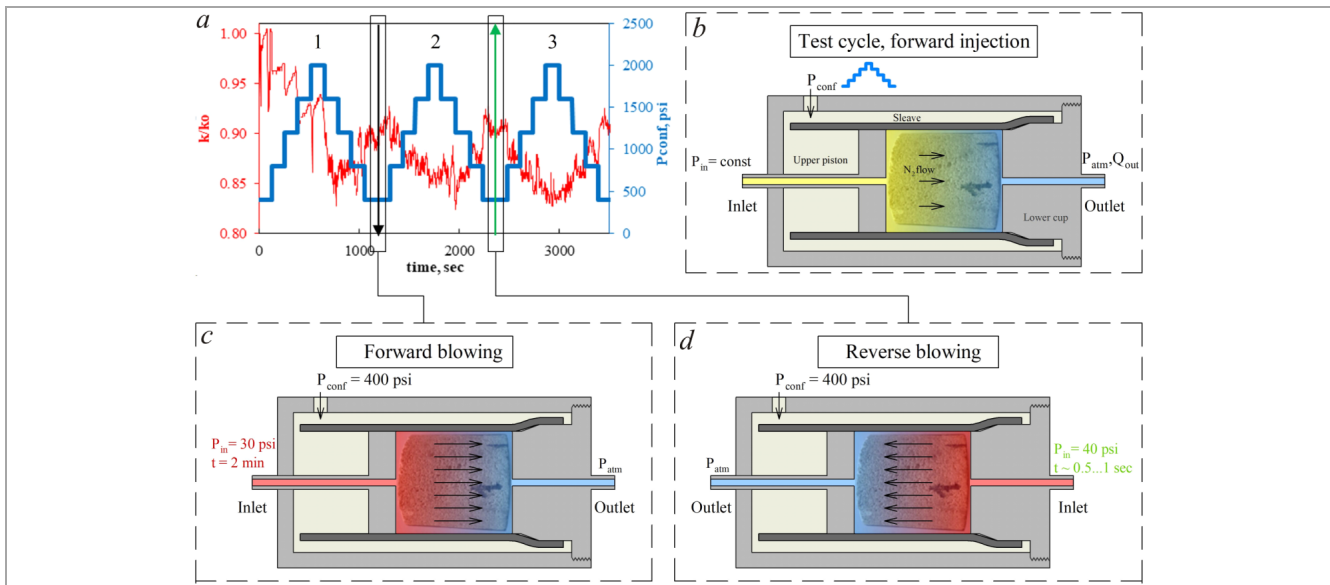 a
1
2
3
1.00
0.95
0.90
0.85
0.80
k/ko
2500
2000
1500
1000
500
0
Pconf, psi
0
1000
2000
3000
time, sec
b
Test cycle, forward injection
Pconf
Sleave
Upper piston
Pin = const
N2 flow
Patm, Qout
Inlet
Lower cup
Outlet
c
Forward blowing
Pconf = 400 psi
Pin = 30 psi
t = 2 min
Patm
Inlet
Outlet
d
Reverse blowing
Pconf = 400 psi
Patm
Pin = 40 psi
t ~ 0.5...1 sec
Outlet
Inlet